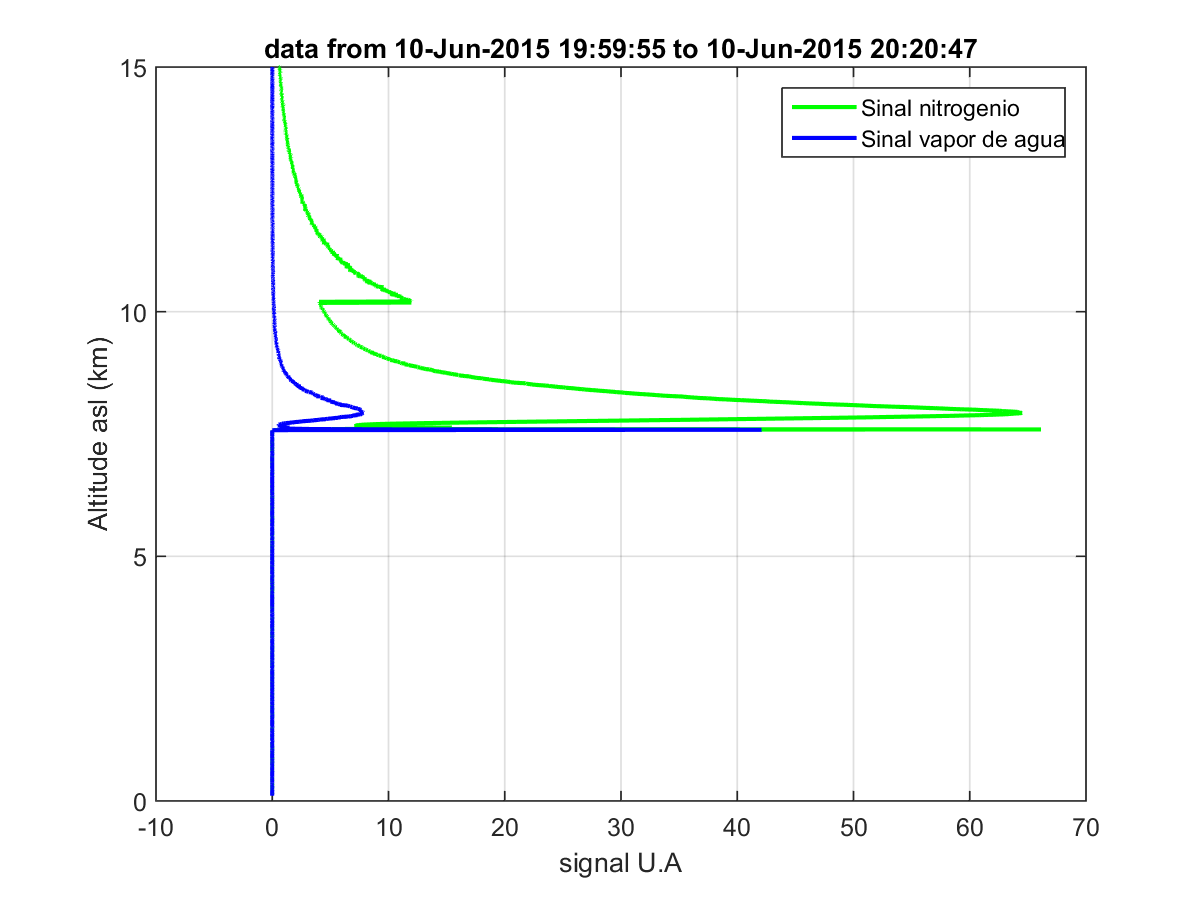 data from 10-Jun-2015 19:59:55 to 10-Jun-2015 20:20:47
Sinal nitrogenio
Sinal vapor de agua
15
10
5
0
Altitude asl (km)
-10 0 10 20 30 40 50 60 70
signal U.A